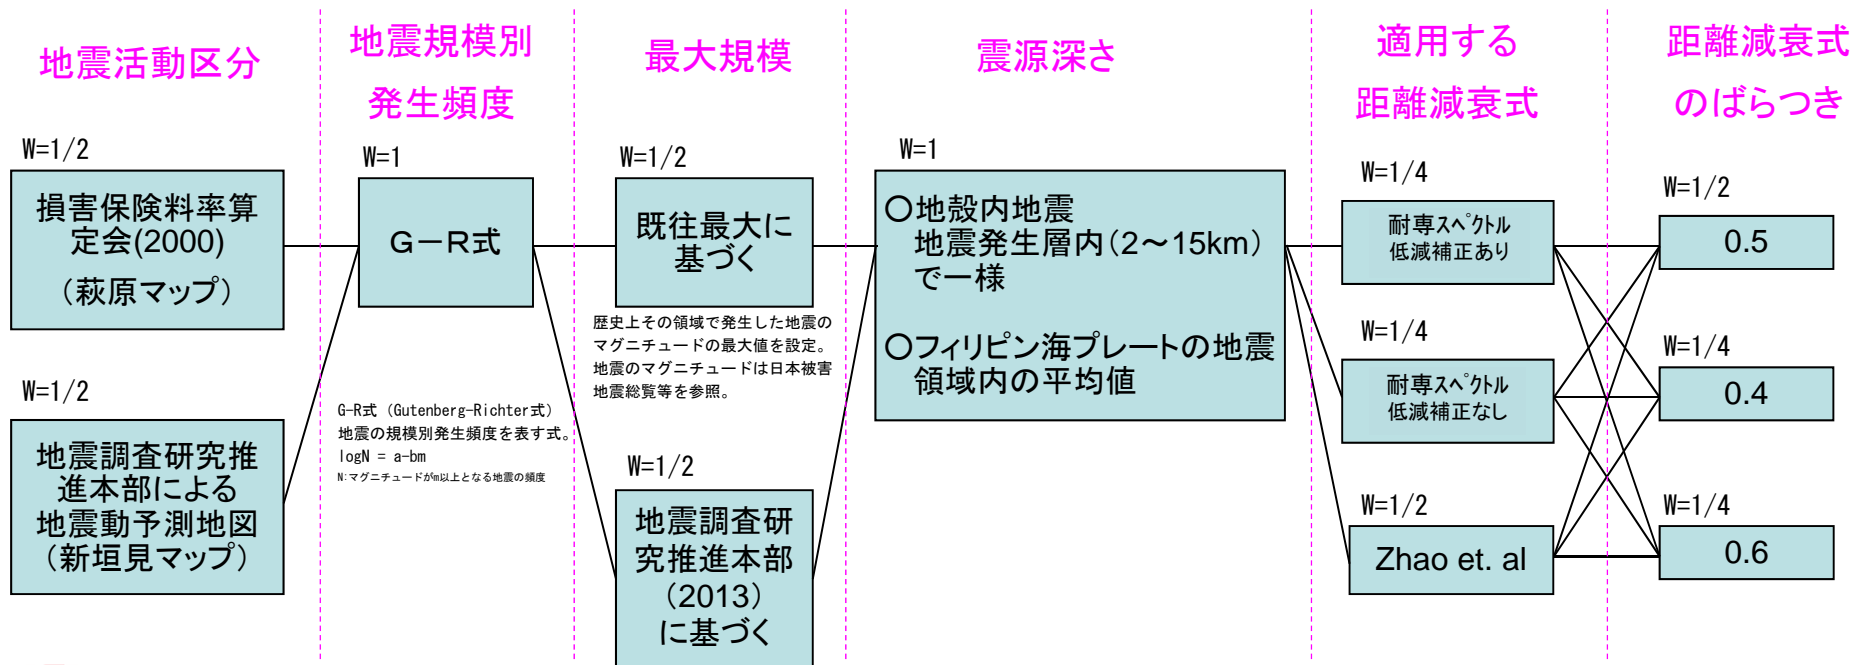 地震活動区分
地震規模別
発生頻度
最大規模
震源深さ
適用する
距離減衰式
距離減衰式
のばらつき
W=1/2
損害保険料率算
定会(2000)
(萩原マップ)
W=1/2
地震調査研究推
進本部による
地震動予測地図
(新垣見マップ)
W=1
G-R式
G-R式 (Gutenberg-Richter式)
地震の規模別発生頻度を表す式。
logN = a-bm
N:マグニチュードがm以上となる地震の頻度
W=1/2
既往最大に
基づく
歴史上その領域で発生した地震の
マグニチュードの最大値を設定。
地震のマグニチュードは日本被害
地震総覧等を参照。
W=1/2
地震調査研
究推進本部
(2013)
に基づく
W=1
○地殻内地震
地震発生層内(2~15km)
で一様
○フィリピン海プレートの地震
領域内の平均値
W=1/4
耐専スペクトル
低減補正あり
W=1/4
耐専スペクトル
低減補正なし
W=1/2
Zhao et. al
W=1/2
0.5
W=1/4
0.4
W=1/4
0.6